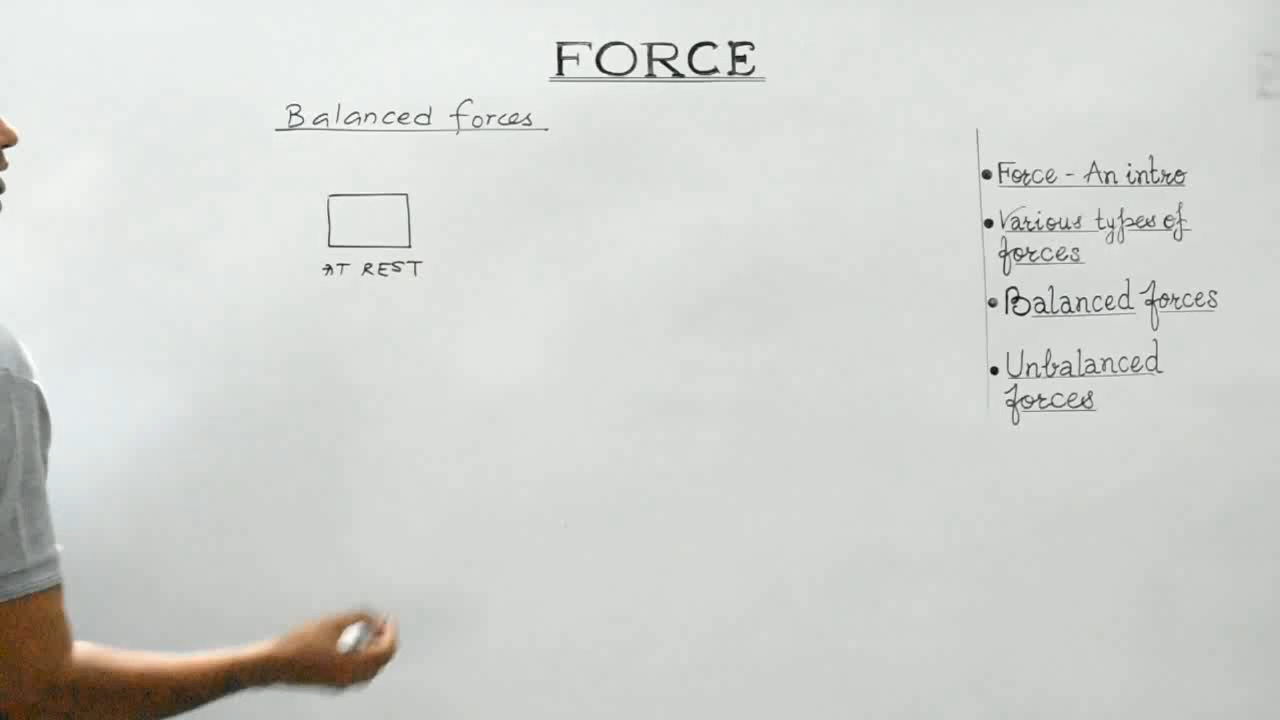 FORCE
Balanced forces
AT REST
• Force - An intro
• Various types of
forces
• Balanced forces
• Unbalanced
forces